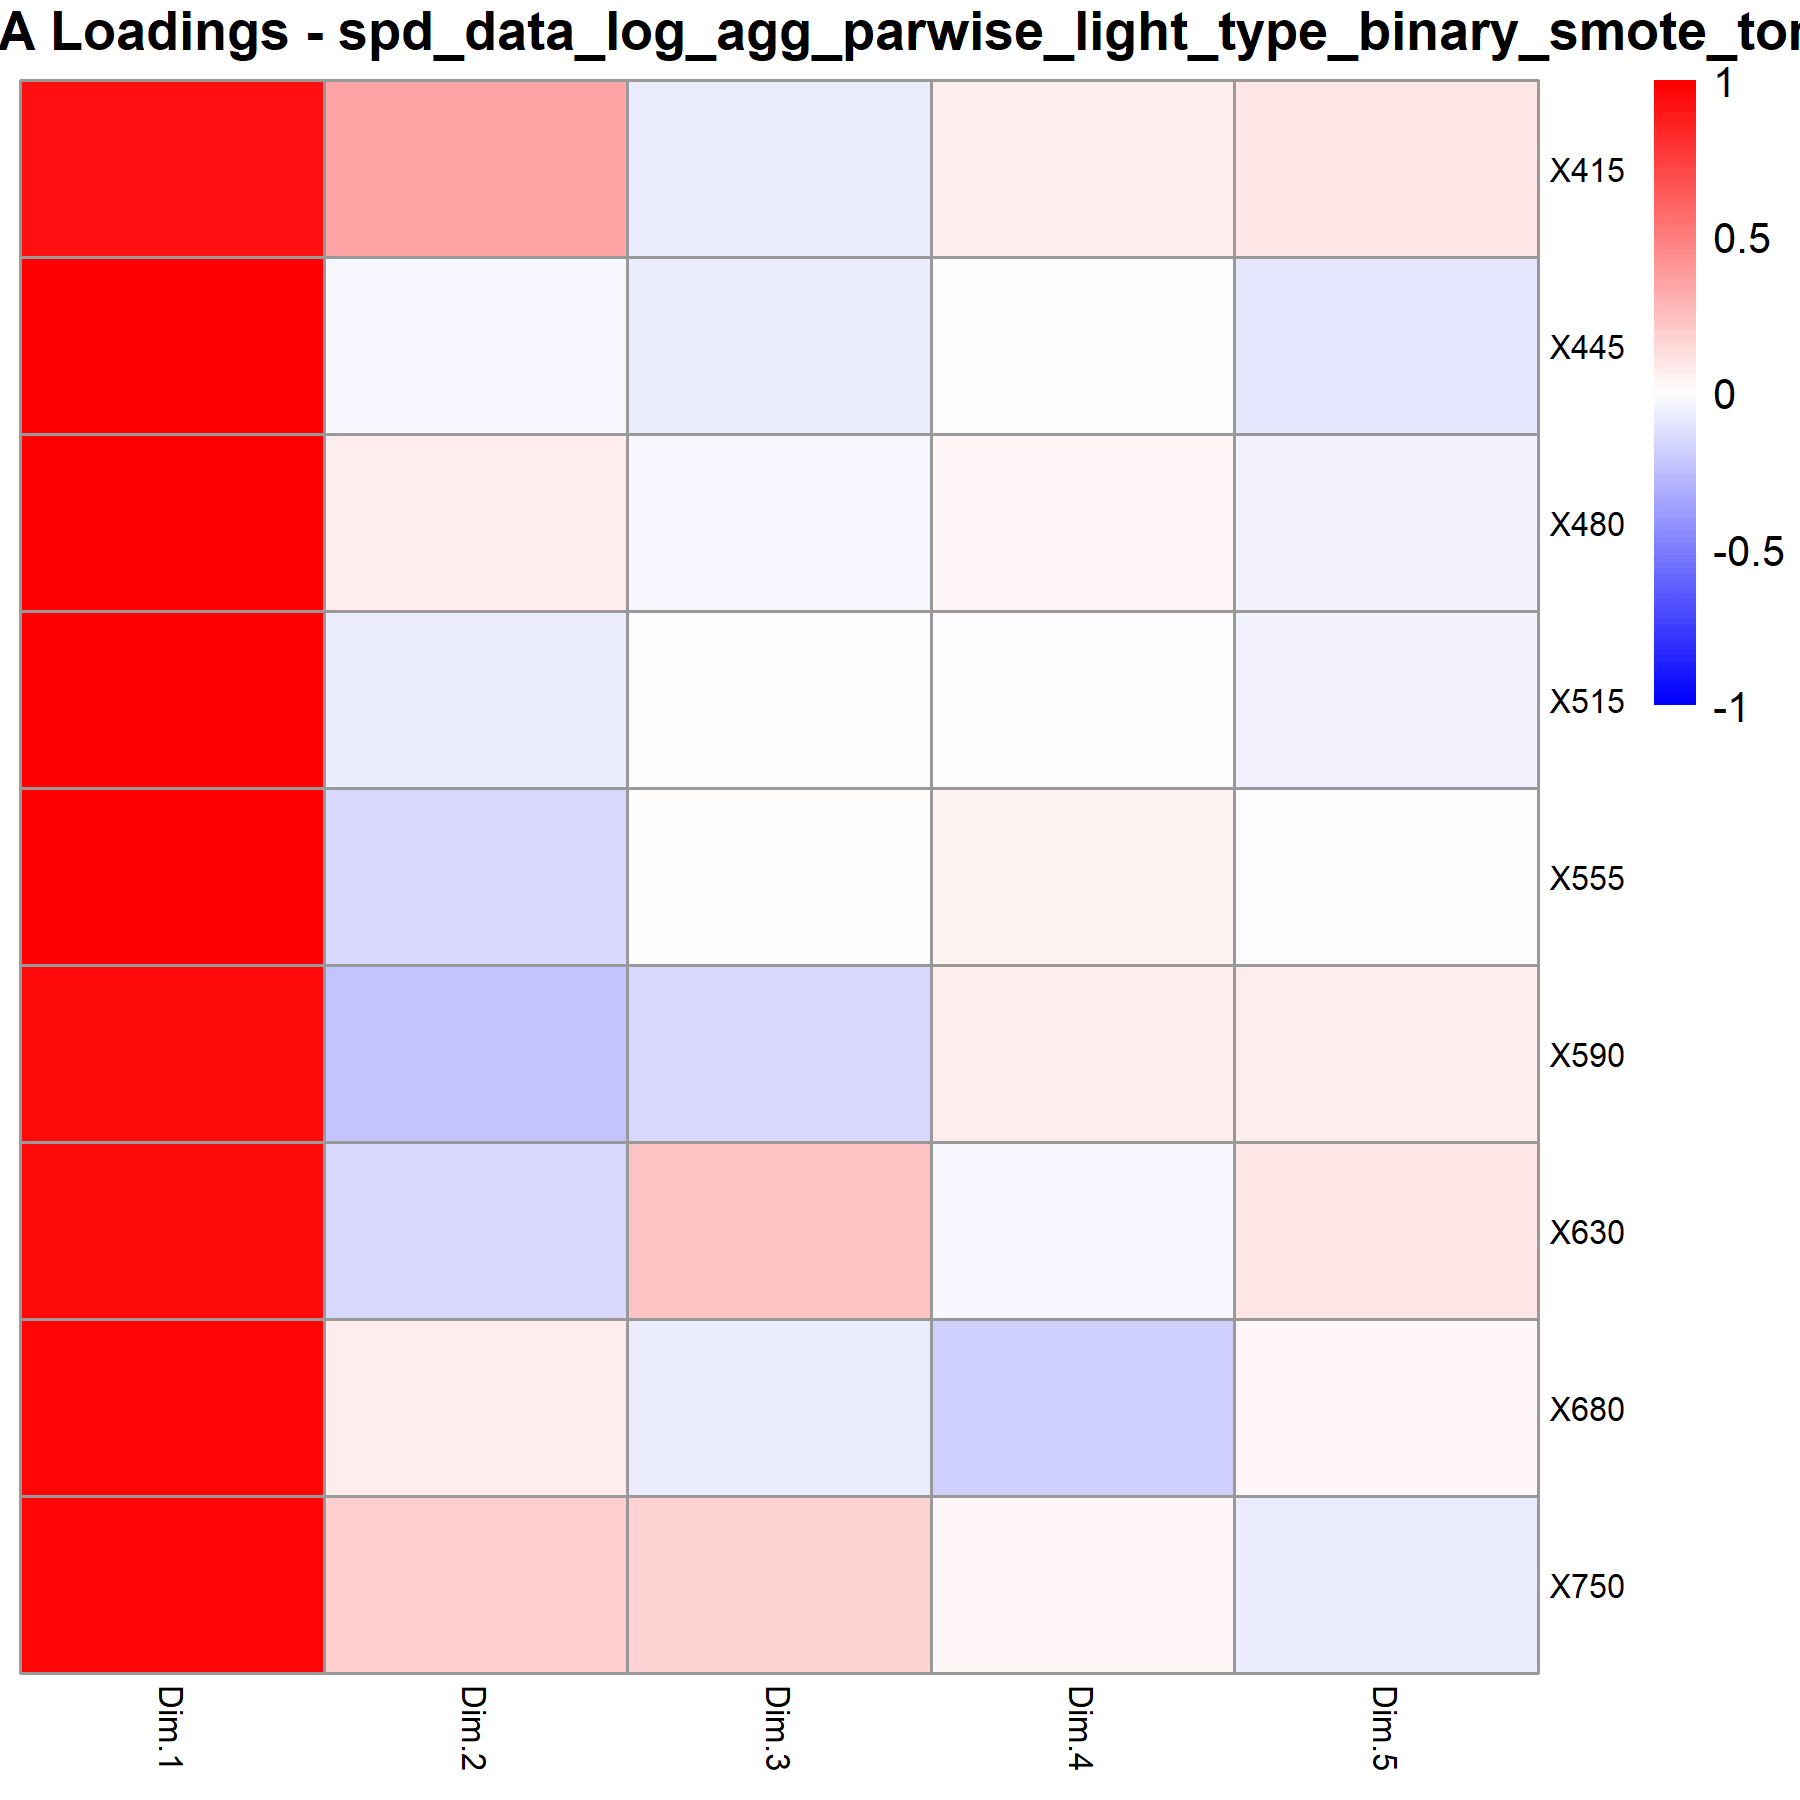 A Loadings - spd_data_log_agg_parwise_light_type_binary_smote_tor
1
0.5
0
-0.5
-1
X415
X445
X480
X515
X555
X590
X630
X680
X750
Dim.1
Dim.2
Dim.3
Dim.4
Dim.5